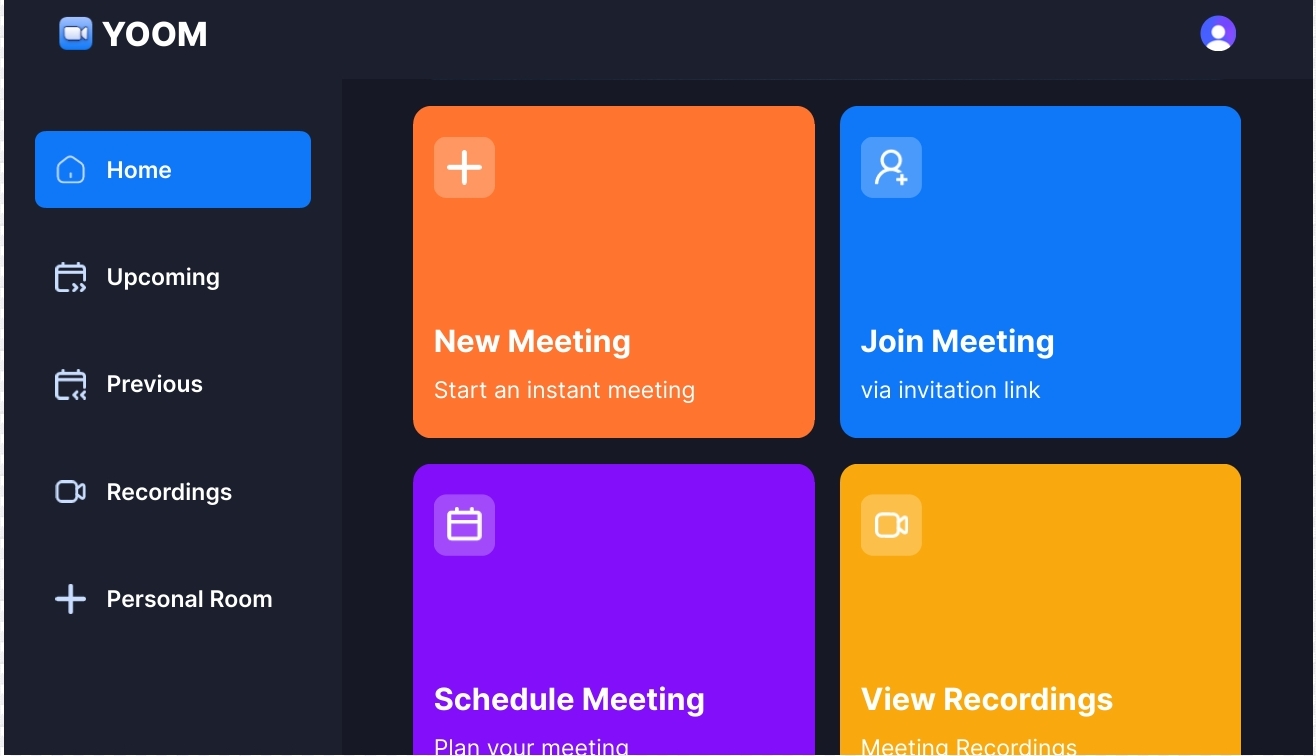 YOOM
Home
Upcoming
Previous
Recordings
Personal Room
New Meeting
Start an instant meeting
Join Meeting
via invitation link
Schedule Meeting
Plan your meeting
View Recordings
Meeting Recordings